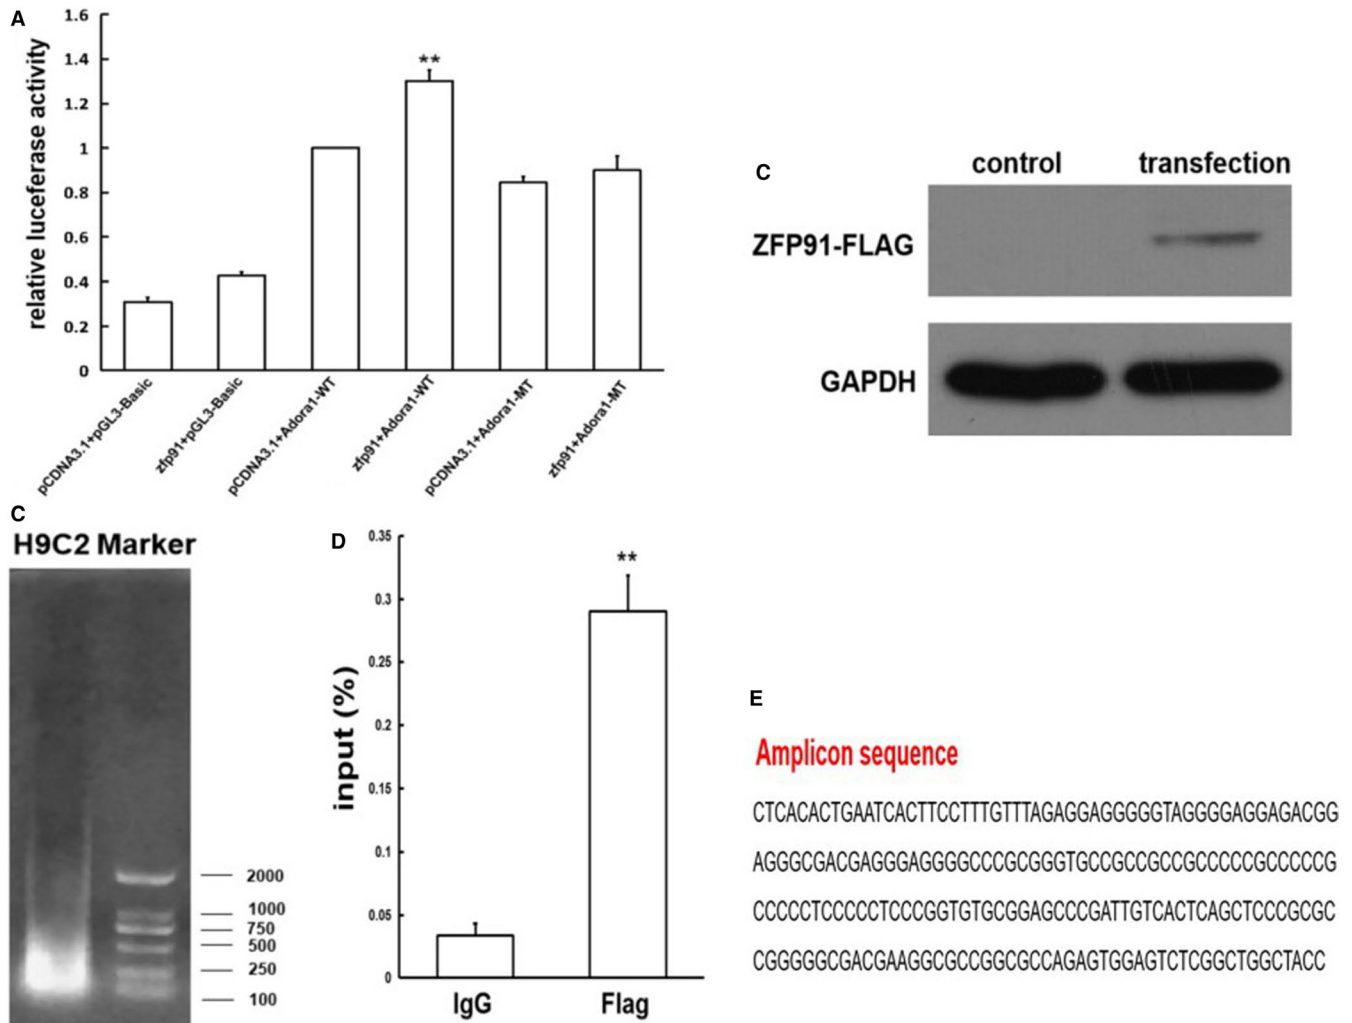 A
relative luceferase activity
1.6
1.4
1.2
1
0.8
0.6
0.4
0.2
0
**
pCDNA3.1+pGL3-Basic
zfp91+pGL3-Basic
pCDNA3.1+Adora1-WT
zfp91+Adora1-WT
pCDNA3.1+Adora1-MT
zfp91+Adora1-MT
C
control transfection
ZFP91-FLAG
GAPDH
C
H9C2 Marker
2000
1000
750
500
250
100
D
input (%)
0.35
0.3
0.25
0.2
0.15
0.1
0.05
0
**
IgG Flag
E
Amplicon sequence
CTCACACTGAATCACTTCCTTTGTTTAGAGGAGGGGGTAGGGGAGGAGACGG
AGGGCGACGAGGGAGGGGCCCGCGGGTGCCGCCGCCGCCCCCGCCCCCG
CCCCCTCCCCCTCCCGGTGTGCGGAGCCCGATTGTCACTCAGCTCCCGCGC
CGGGGGCGACGAAGGCGCCGGCGCCAGAGTGGAGTCTCGGCTGGCTACC